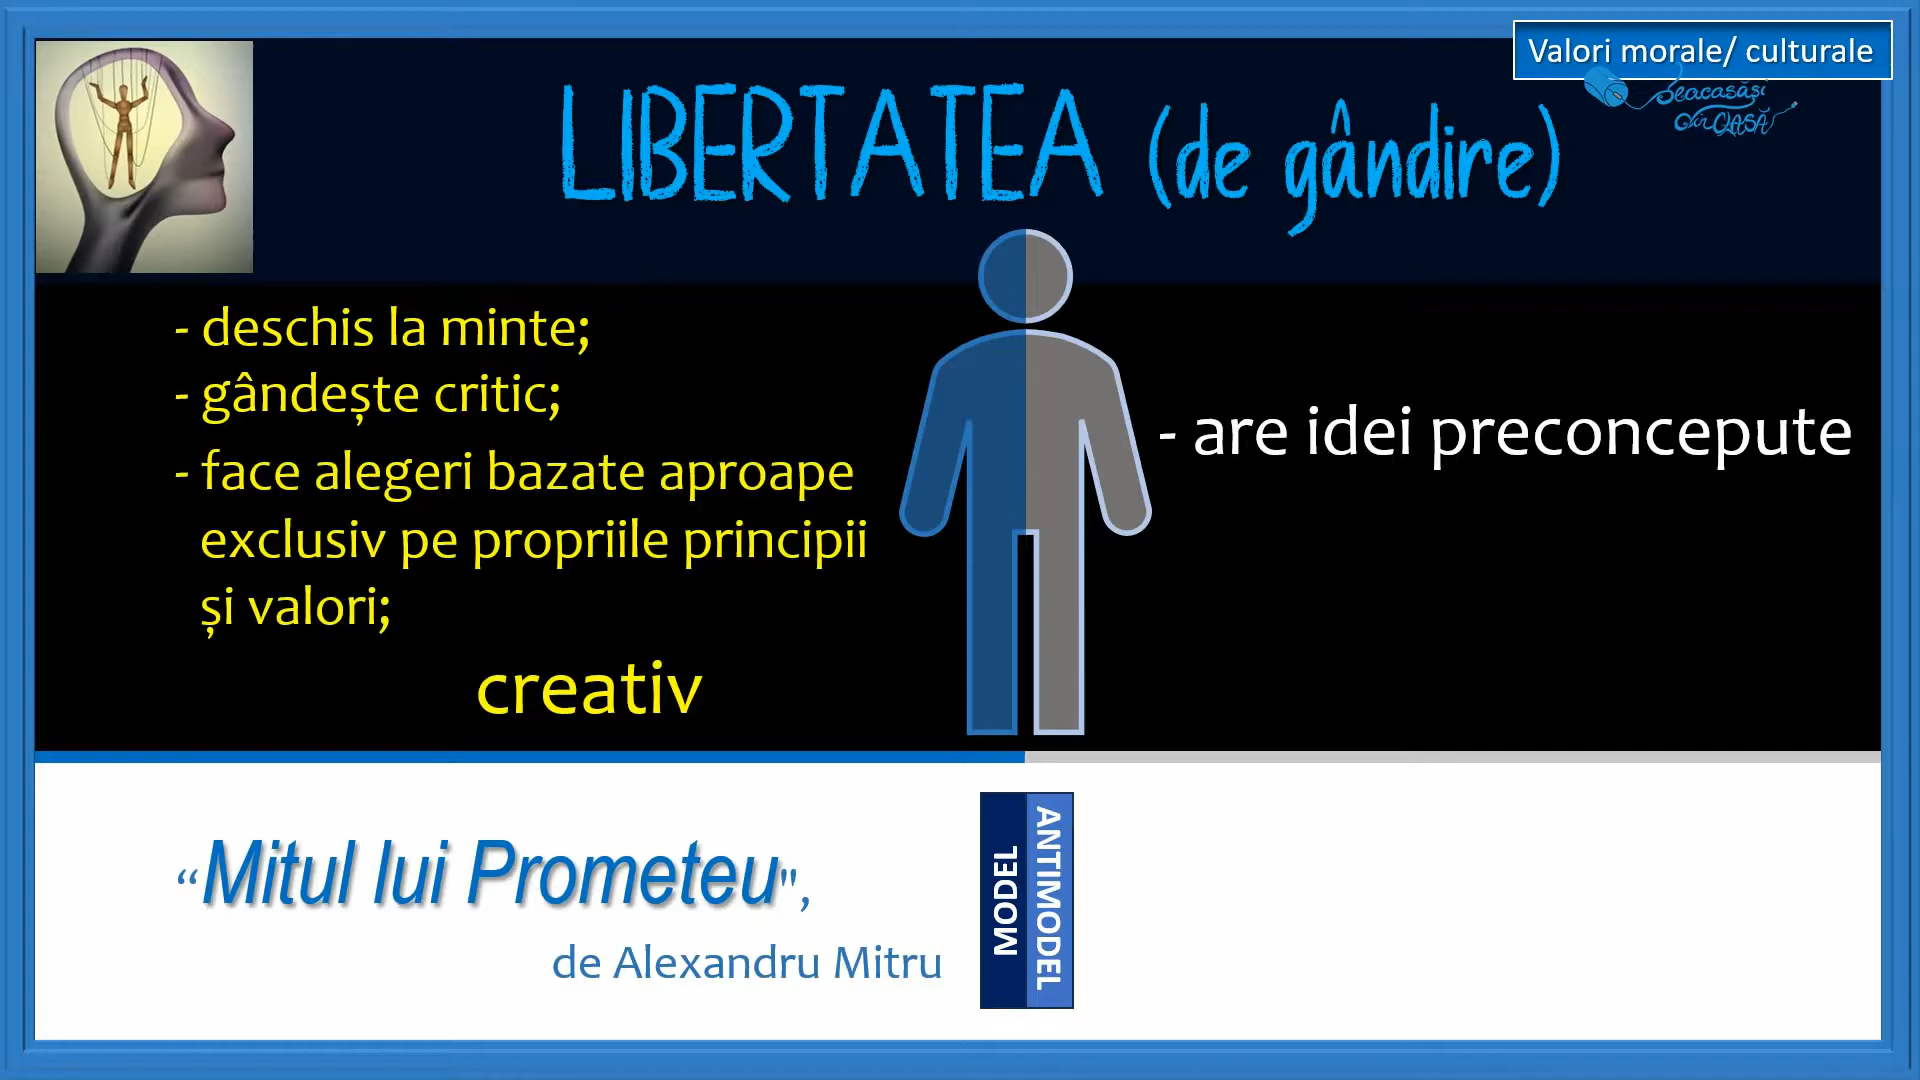 Valori morale/ culturale
LIBERTATEA (de gândire)
- deschis la minte;
- gândește critic;
- face alegeri bazate aproape
exclusiv pe propriile principii
și valori;
creativ
- are idei preconcepute
“Mitul lui Prometeu",
de Alexandru Mitru
MODEL
ANTIMODEL